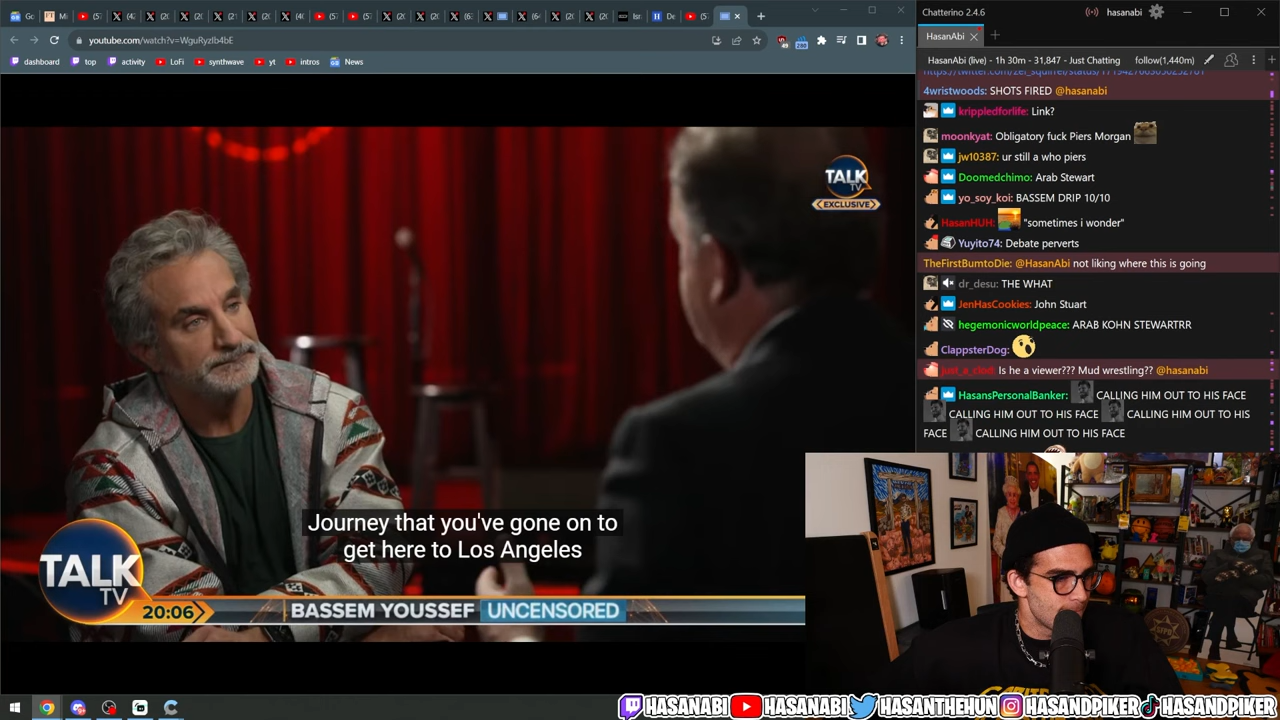 Chatterino 2.4.6
hasanabi
youtube.com/watch?v=WguRyzIb4bE
HasanAbi
dashboard
top
activity
LoFi
synthwave
yt
intros
News
HasanAbi (live) - 1h 30m - 31,847 - Just Chatting
follow(1,440m)
4wristwoods: SHOTS FIRED @hasanabi
krippledforlife: Link?
moonkyat: Obligatory fuck Piers Morgan
jw10387: ur still a who piers
Doomedchimo: Arab Stewart
yo_soy_koi: BASSEM DRIP 10/10
HasanHUH: "sometimes i wonder"
Yuyito74: Debate perverts
TheFirstBumtoDie: @HasanAbi not liking where this is going
dr_desu: THE WHAT
JenHasCookies: John Stuart
hegemonicworldpeace: ARAB KOHN STEWARTRR
ClappsterDog:
just_a_clod: Is he a viewer??? Mud wrestling?? @hasanabi
HasansPersonalBanker: CALLING HIM OUT TO HIS FACE
CALLING HIM OUT TO HIS FACE CALLING HIM OUT TO HIS
FACE CALLING HIM OUT TO HIS FACE
TALK
TV
EXCLUSIVE
Journey that you've gone on to
get here to Los Angeles
TALK
TV
20:06
BASSEM YOUSSEF UNCENSORED
HASANABI HASANABI HASANTHEHUN HASANDPIKER HASANDPIKER